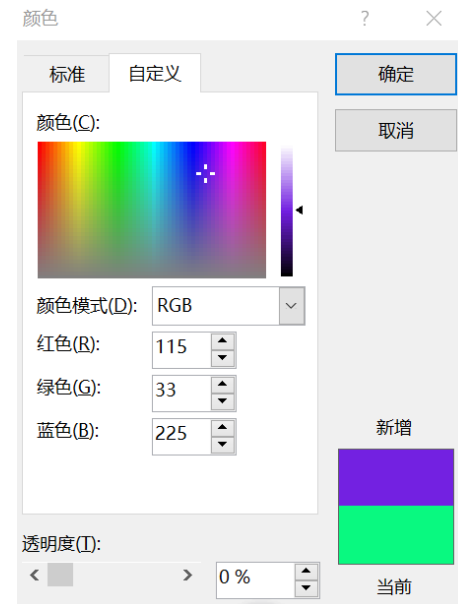 颜色 ?
标准 自定义 确定
取消
颜色(C):
颜色模式(D): RGB
红色(R): 115
绿色(G): 33
蓝色(B): 225
新增
透明度(T):
0 %
当前